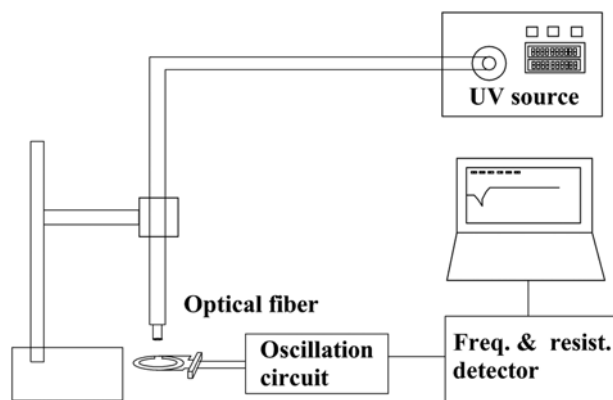 UV source
Optical fiber
Oscillation
circuit
Freq. & resist.
detector